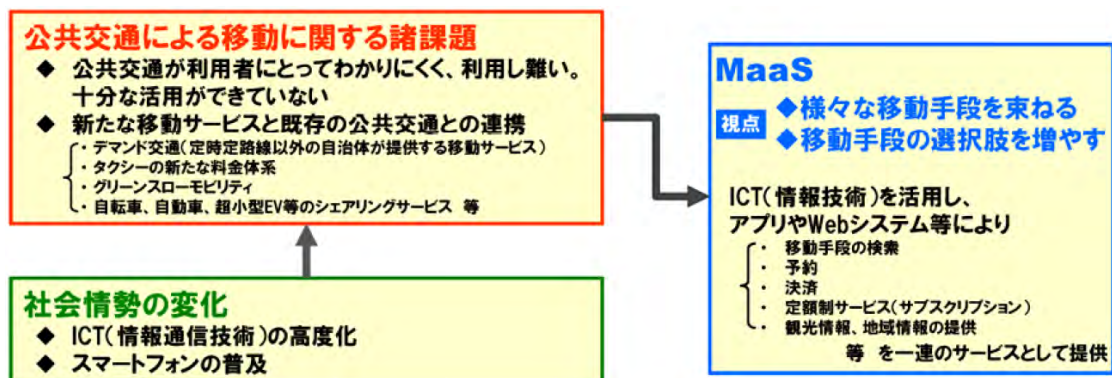 公共交通による移動に関する諸課題
◆ 公共交通が利用者にとってわかりにくく、利用し難い。
十分な活用ができていない
◆ 新たな移動サービスと既存の公共交通との連携
・デマンド交通(定時定路線以外の自治体が提供する移動サービス)
・タクシーの新たな料金体系
・グリーンスローモビリティ
・自転車、自動車、超小型EV等のシェアリングサービス 等
社会情勢の変化
◆ ICT(情報通信技術)の高度化
◆ スマートフォンの普及
MaaS
視点 ◆様々な移動手段を束ねる
◆移動手段の選択肢を増やす
ICT(情報技術)を活用し、
アプリやWebシステム等により
・ 移動手段の検索
・ 予約
・ 決済
・ 定額制サービス(サブスクリプション)
・ 観光情報、地域情報の提供
等 を一連のサービスとして提供